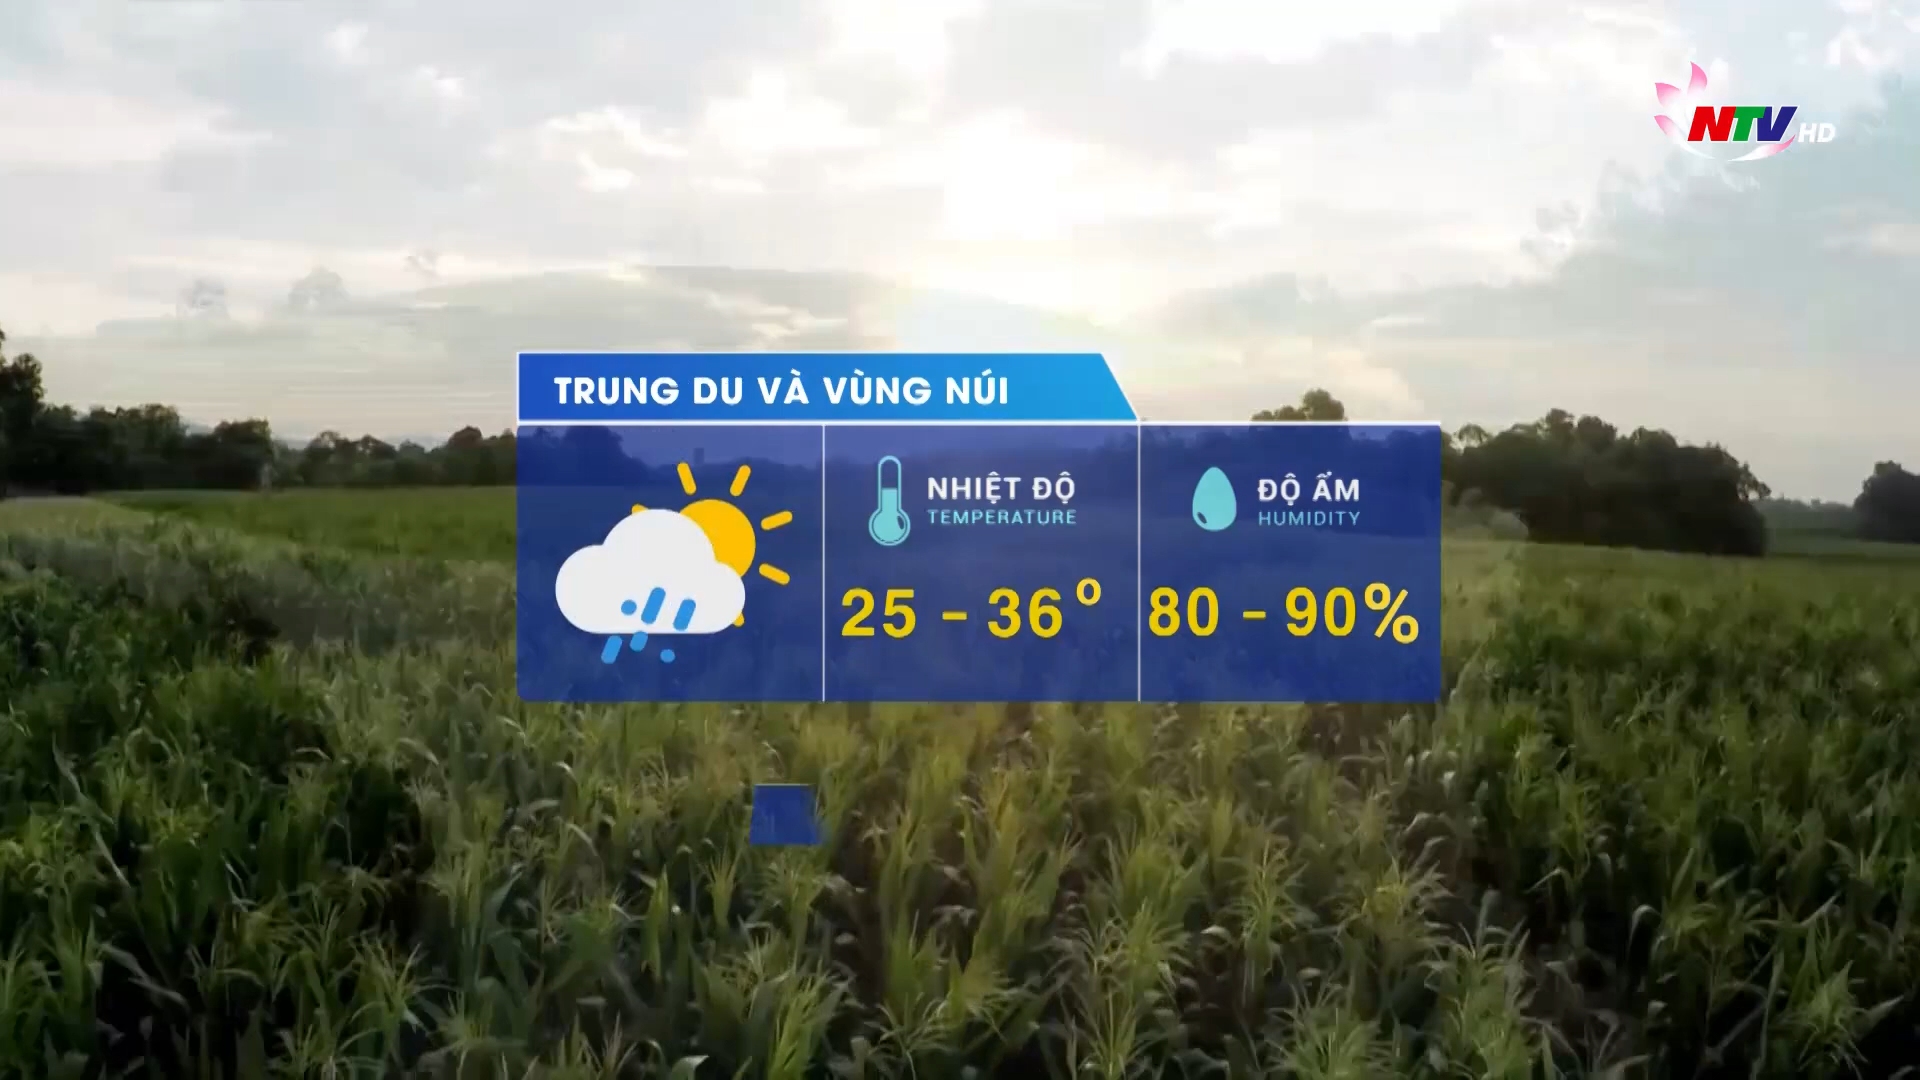 NTV HD
TRUNG DU VÀ VÙNG NÚI
NHIỆT ĐỘ
TEMPERATURE
25 - 36°
ĐỘ ẨM
HUMIDITY
80 - 90%